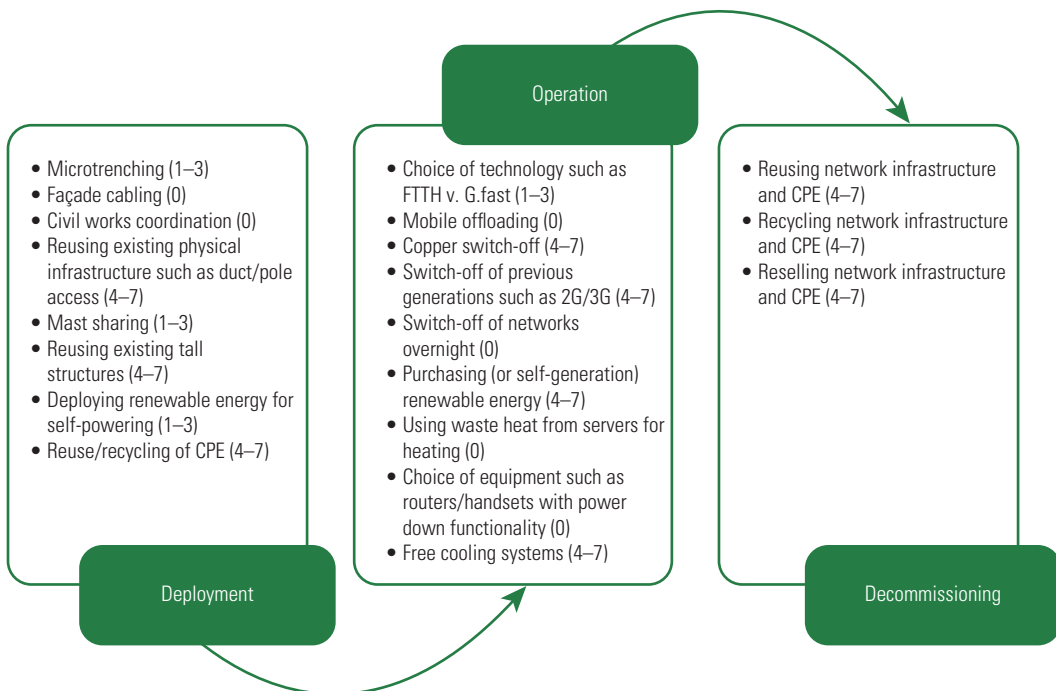 Operation
• Microtrenching (1–3)
• Façade cabling (0)
• Civil works coordination (0)
• Reusing existing physical
infrastructure such as duct/pole
access (4–7)
• Mast sharing (1–3)
• Reusing existing tall
structures (4–7)
• Deploying renewable energy for
self-powering (1–3)
• Reuse/recycling of CPE (4–7)
Deployment
• Choice of technology such as
FTTH v. G.fast (1–3)
• Mobile offloading (0)
• Copper switch-off (4–7)
• Switch-off of previous
generations such as 2G/3G (4–7)
• Switch-off of networks
overnight (0)
• Purchasing (or self-generation)
renewable energy (4–7)
• Using waste heat from servers for
heating (0)
• Choice of equipment such as
routers/handsets with power
down functionality (0)
• Free cooling systems (4–7)
• Reusing network infrastructure
and CPE (4–7)
• Recycling network infrastructure
and CPE (4–7)
• Reselling network infrastructure
and CPE (4–7)
Decommissioning